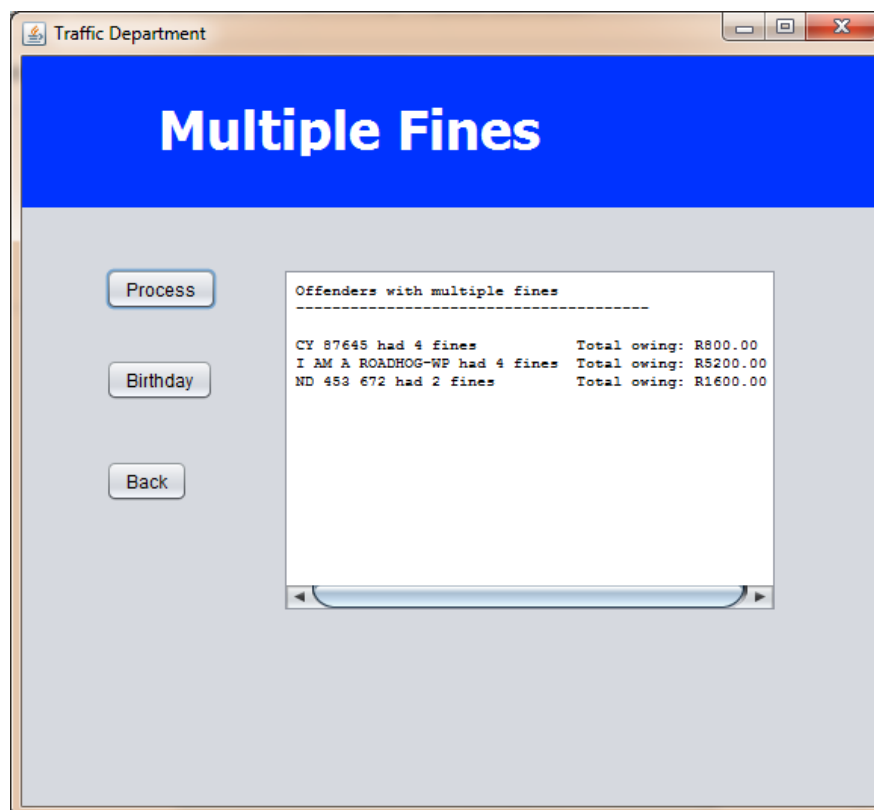 Traffic Department
Multiple Fines
Process
Birthday
Back
Offenders with multiple fines
---------------------------------------
CY 87645 had 4 fines Total owing: R800.00
I AM A ROADHOG-WP had 4 fines Total owing: R5200.00
ND 453 672 had 2 fines Total owing: R1600.00